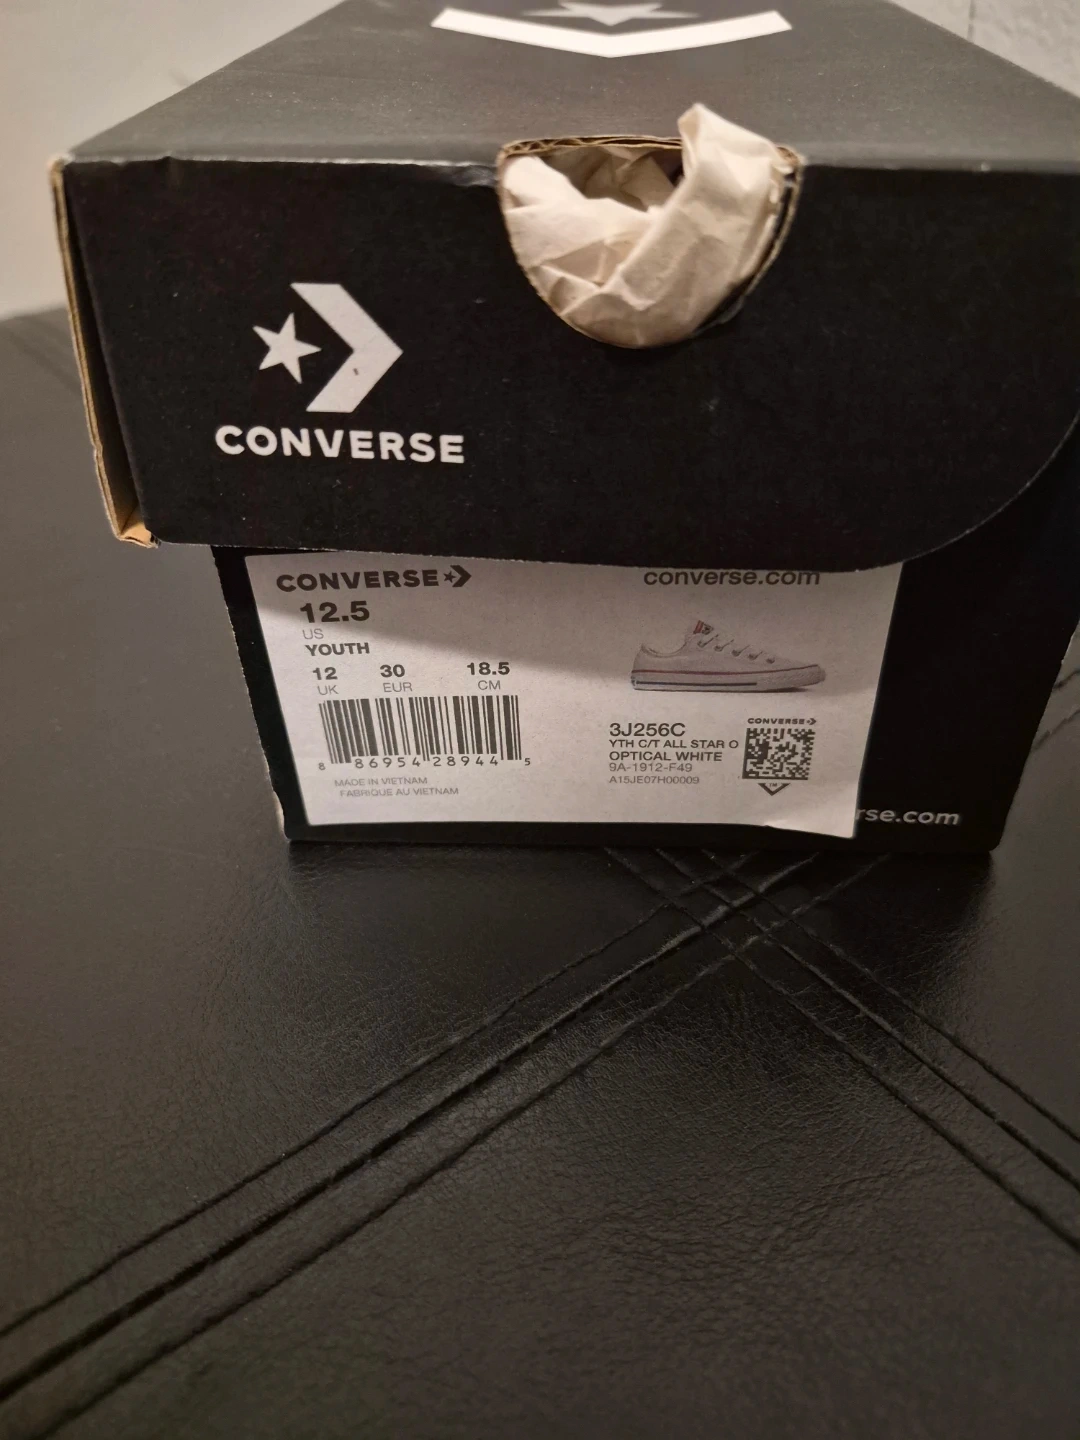 CONVERSE
CONVERSE
converse.com
12.5
US
YOUTH
12 30 18.5
UK EUR CM
8 86954 28944 5
MADE IN VIETNAM
FABRIQUE AU VIETNAM
3J256C
YTH C/T ALL STAR O
OPTICAL WHITE
9A-1912-F49
A15JE07H00009
CONVERSE
rse.com